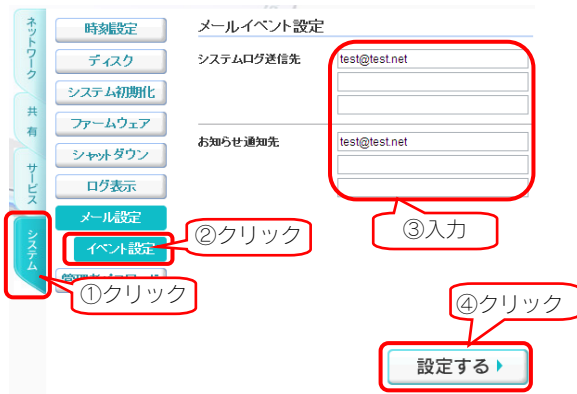 ネットワーク
共有
サービス
システム
時刻設定
ディスク
システム初期化
ファームウェア
シャットダウン
ログ表示
メール設定
イベント設定
メールイベント設定
システムログ送信先
test@test.net
お知らせ通知先
test@test.net
①クリック
②クリック
③入力
④クリック
設定する